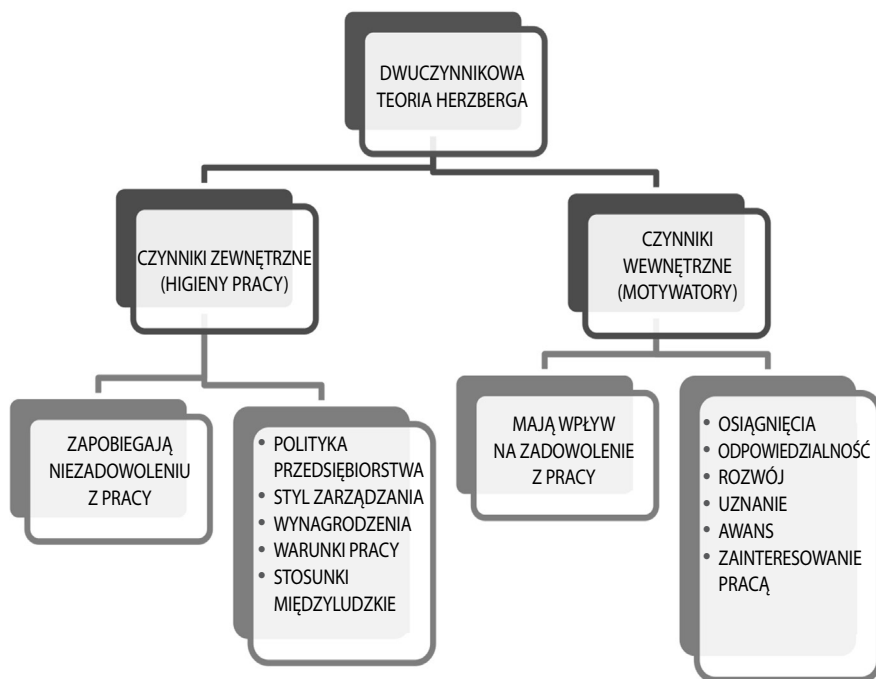 DWUCZYNNIKOWA
TEORIA HERZBERGA
CZYNNIKI ZEWNĘTRZNE
(HIGIENY PRACY)
CZYNNIKI
WEWNĘTRZNE
(MOTYWATORY)
ZAPOBIEGAJĄ
NIEZADOWOLENIU
Z PRACY
• POLITYKA
PRZEDSIĘBIORSTWA
• STYL ZARZĄDZANIA
• WYNAGRODZENIA
• WARUNKI PRACY
• STOSUNKI
MIĘDZYLUDZKIE
MAJĄ WPŁYW
NA ZADOWOLENIE
Z PRACY
• OSIĄGNIĘCIA
• ODPOWIEDZIALNOŚĆ
• ROZWÓJ
• UZNANIE
• AWANS
• ZAINTERESOWANIE
PRACĄ